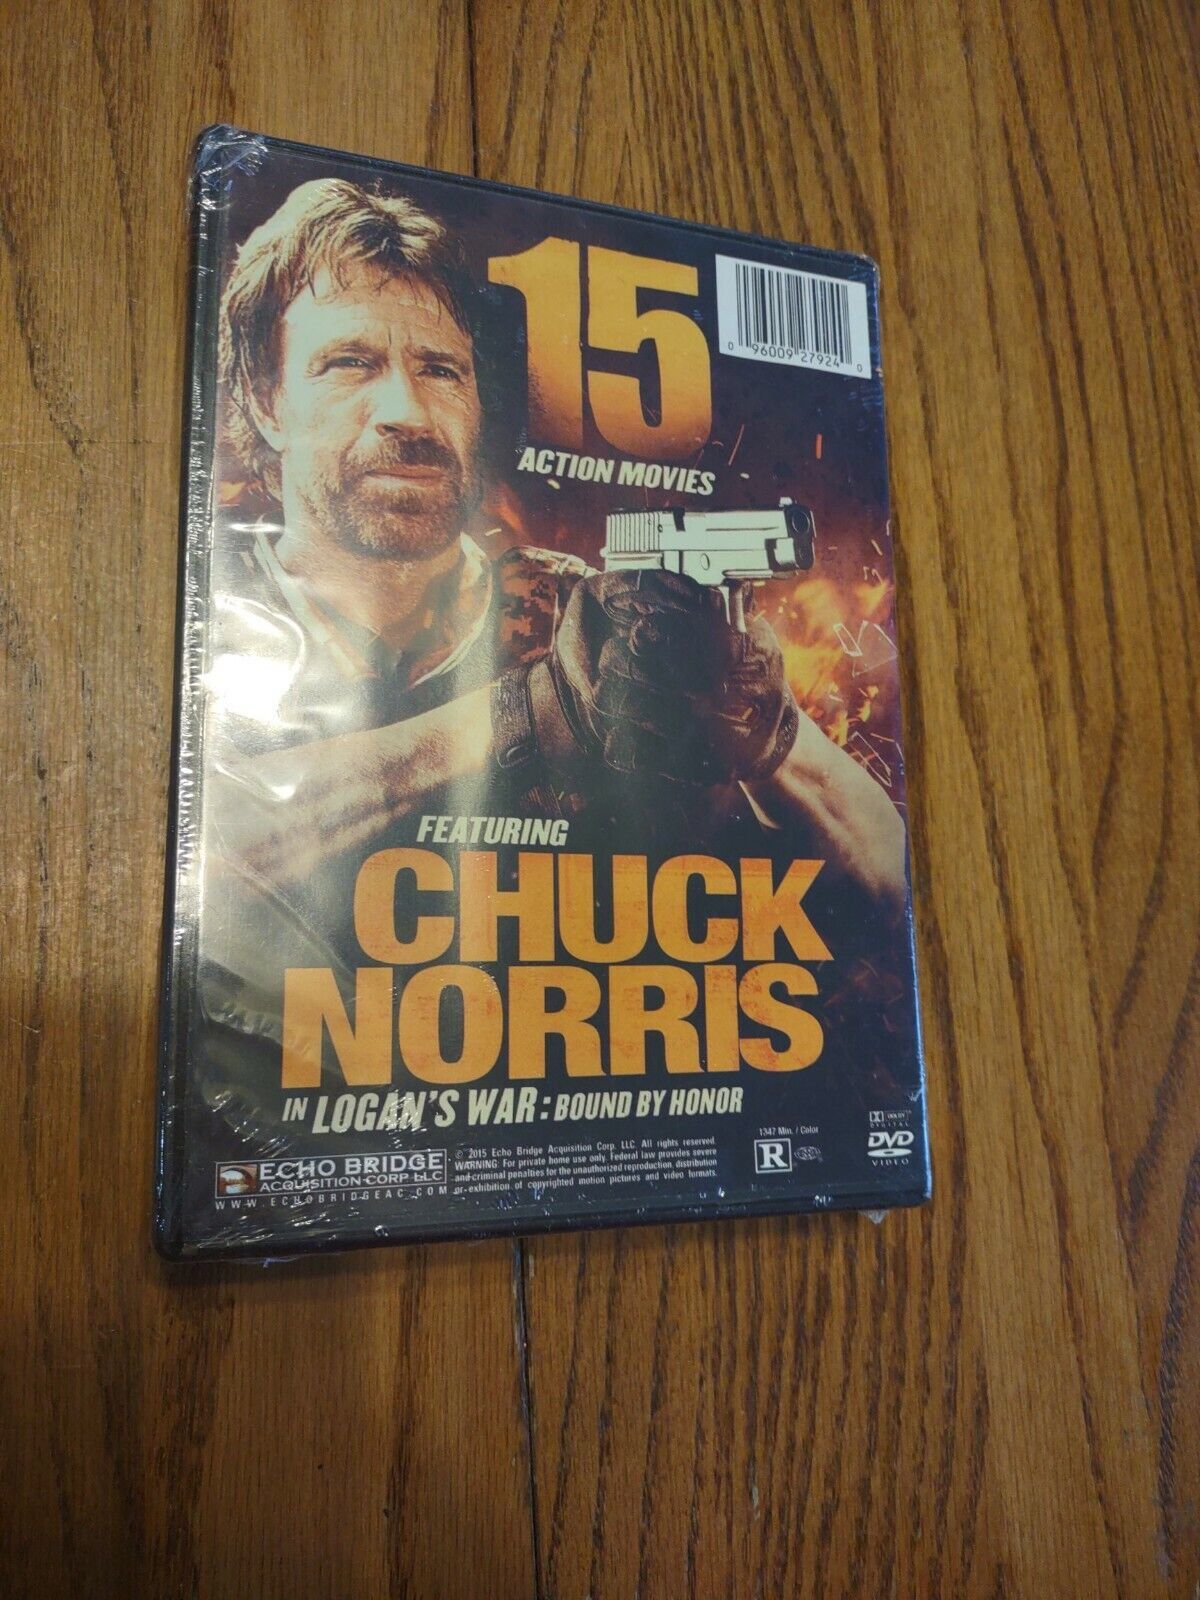 15
ACTION MOVIES
0 96009 27924 0
FEATURING
CHUCK
NORRIS
IN LOGAN'S WAR: BOUND BY HONOR
ECHO BRIDGE
ACQUISITION CORP LLC
WWW.ECHOBRIDGEAC.COM
© 2015 Echo Bridge Acquisition Corp. LLC. All rights reserved.
WARNING: For private home use only. Federal law provides severe
and criminal penalties for the unauthorized reproduction, distribution
or exhibition of copyrighted motion pictures and video formats.
1347 Min. / Color
R
DOLBY
DIGITAL
DVD
VIDEO